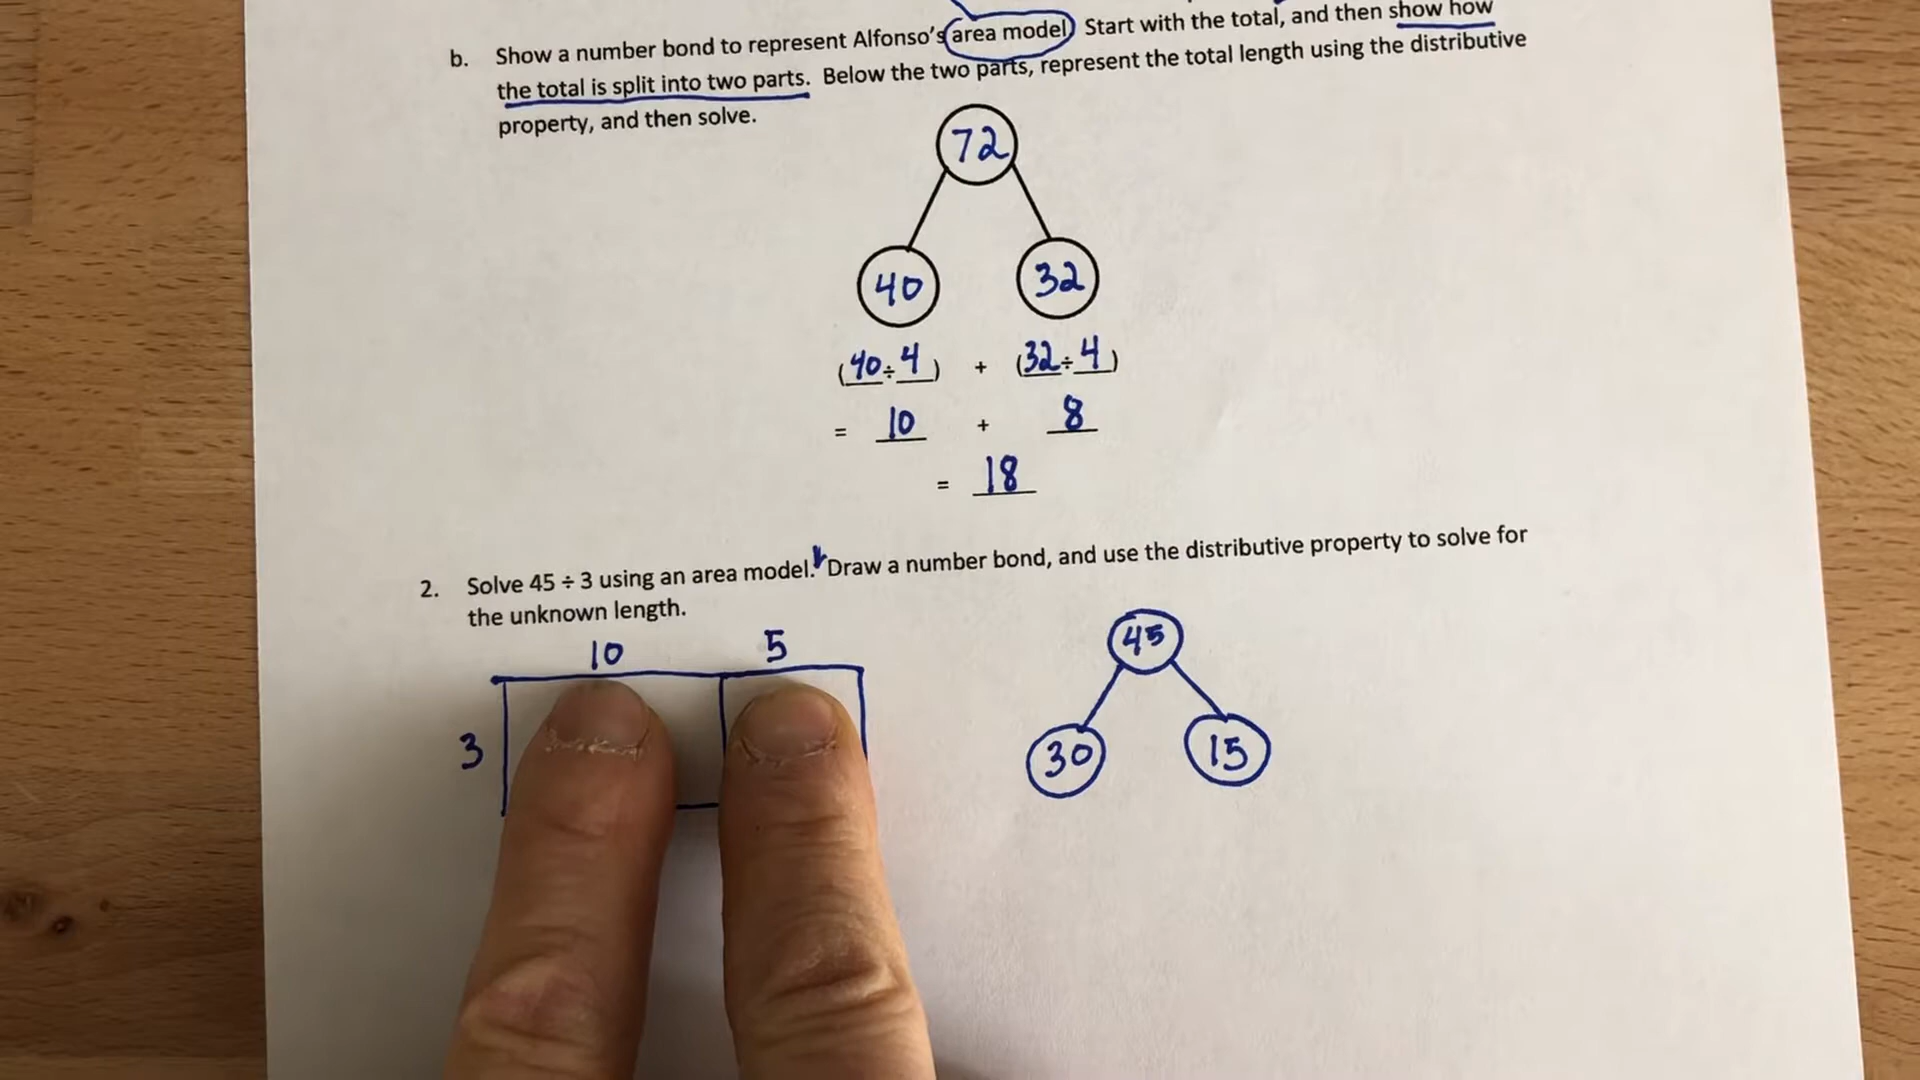 b. Show a number bond to represent Alfonso's area model. Start with the total, and then show how
the total is split into two parts. Below the two parts, represent the total length using the distributive
property, and then solve.
72
40 32
(40÷4) + (32÷4)
= 10 + 8
= 18
2. Solve 45 ÷ 3 using an area model. Draw a number bond, and use the distributive property to solve for
the unknown length.
10 5
45
3
30 15